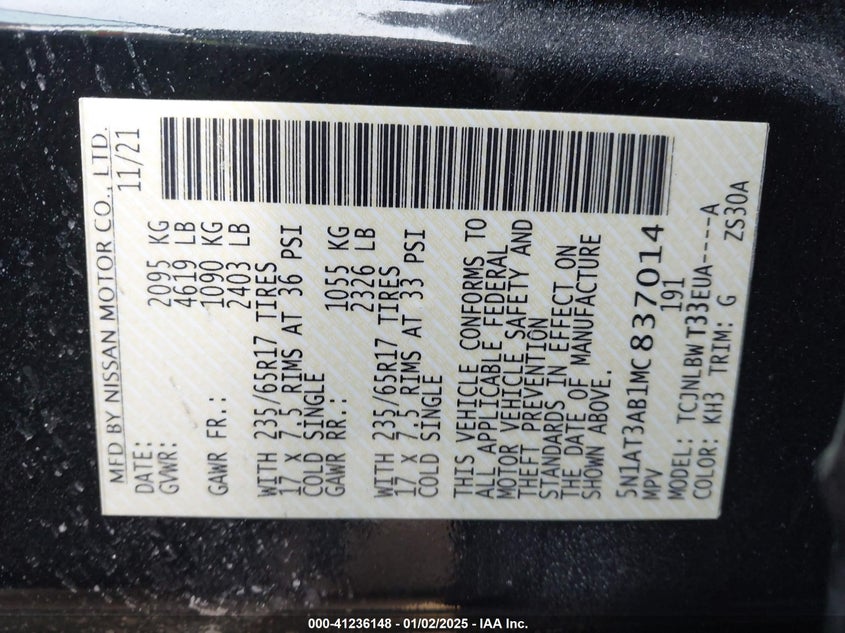 MFD BY NISSAN MOTOR CO., LTD.
DATE: 11/21
GVWR: 2095 KG
4619 LB
GAWR FR.: 1090 KG
2403 LB
WITH 235/65R17 TIRES
17 X 7.5 RIMS AT 36 PSI
COLD SINGLE
GAWR RR.: 1055 KG
2326 LB
WITH 235/65R17 TIRES
17 X 7.5 RIMS AT 33 PSI
COLD SINGLE
THIS VEHICLE CONFORMS TO
ALL APPLICABLE FEDERAL
MOTOR VEHICLE SAFETY AND
THEFT PREVENTION
STANDARDS IN EFFECT ON
THE DATE OF MANUFACTURE
SHOWN ABOVE.
5N1AT3AB1MC837014
MPV 191
MODEL: TCJNLBWT33EUA----A
COLOR: KH3 TRIM: G ZS30A
000-41236148 - 01/02/2025 - IAA Inc.